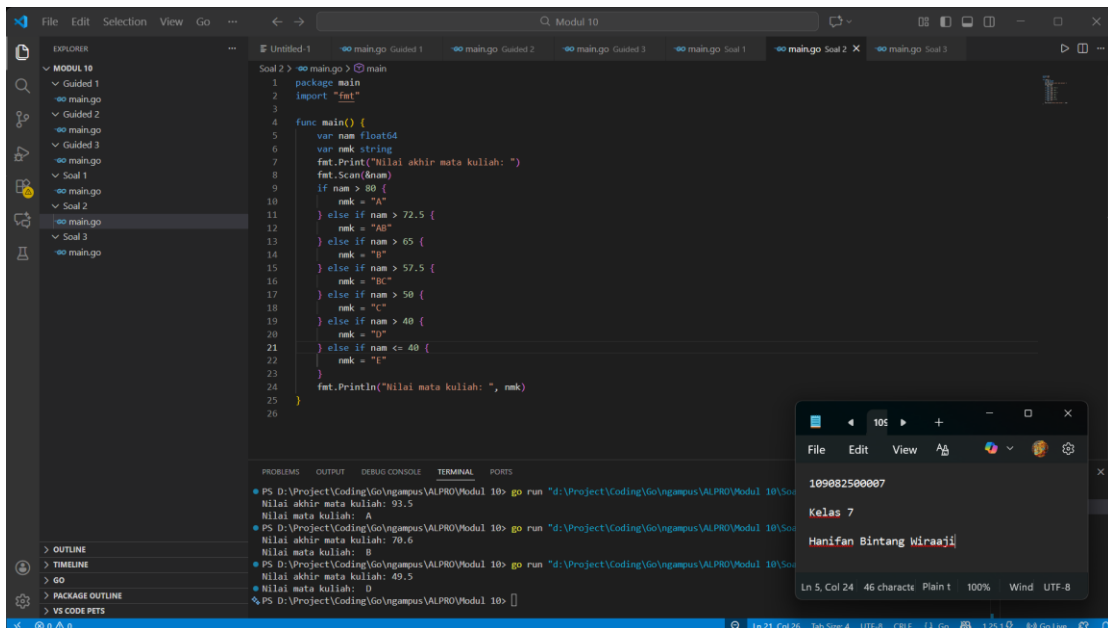 File Edit Selection View Go ... Modul 10
EXPLORER ...
MODUL 10
Guided 1
main.go
Guided 2
main.go
Guided 3
main.go
Soal 1
main.go
Soal 2
main.go
Soal 3
main.go
OUTLINE
TIMELINE
GO
PACKAGE OUTLINE
VS CODE PETS
Untitled-1 main.go Guided 1 main.go Guided 2 main.go Guided 3 main.go Soal 1 main.go Soal 2 main.go Soal 3
Soal 2 > main.go > main
1 package main
2 import "fmt"
3
4 func main() {
5 var nam float64
6 var nmk string
7 fmt.Print("Nilai akhir mata kuliah: ")
8 fmt.Scan(&nam)
9 if nam > 80 {
10 nmk = "A"
11 } else if nam > 72.5 {
12 nmk = "AB"
13 } else if nam > 65 {
14 nmk = "B"
15 } else if nam > 57.5 {
16 nmk = "BC"
17 } else if nam > 50 {
18 nmk = "C"
19 } else if nam > 40 {
20 nmk = "D"
21 } else if nam <= 40 {
22 nmk = "E"
23 }
24 fmt.Println("Nilai mata kuliah: ", nmk)
25 }
26
PROBLEMS OUTPUT DEBUG CONSOLE TERMINAL PORTS
PS D:\Project\Coding\Go\ngampus\ALPRO\Modul 10> go run "d:\Project\Coding\Go\ngampus\ALPRO\Modul 10\Soa
Nilai akhir mata kuliah: 93.5
Nilai mata kuliah:  A
PS D:\Project\Coding\Go\ngampus\ALPRO\Modul 10> go run "d:\Project\Coding\Go\ngampus\ALPRO\Modul 10\Soa
Nilai akhir mata kuliah: 70.6
Nilai mata kuliah:  B
PS D:\Project\Coding\Go\ngampus\ALPRO\Modul 10> go run "d:\Project\Coding\Go\ngampus\ALPRO\Modul 10\Soa
Nilai akhir mata kuliah: 49.5
Nilai mata kuliah:  D
PS D:\Project\Coding\Go\ngampus\ALPRO\Modul 10>
109
File Edit View
109082500007
Kelas 7
Hanifan Bintang Wiraaji
Ln 5, Col 24 46 characte Plain t 100% Wind UTF-8
0 0 Ln 21, Col 26 Tab Size: 4 UTF-8 CRLF Go 1.25.1 Go Live